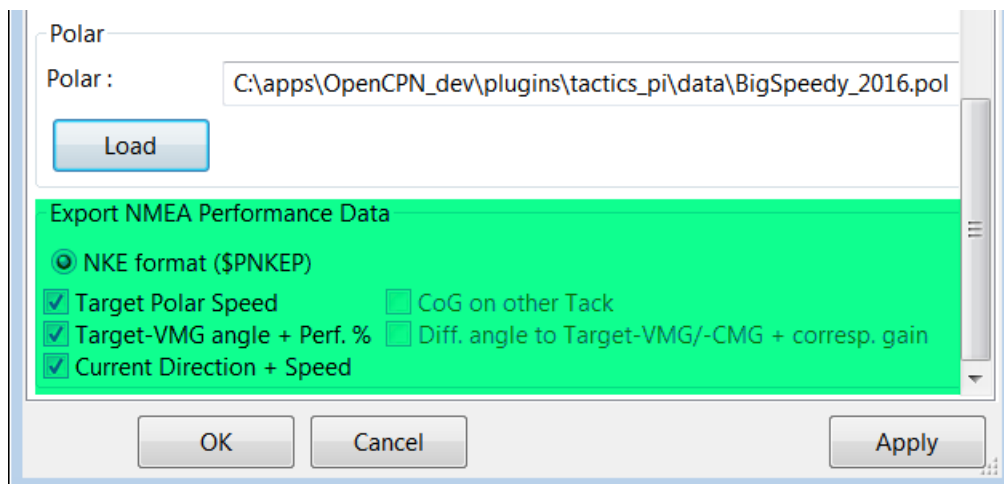 Polar
Polar : C:\apps\OpenCPN_dev\plugins\tactics_pi\data\BigSpeedy_2016.pol
Load
Export NMEA Performance Data
NKE format ($PNKEP)
Target Polar Speed CoG on other Tack
Target-VMG angle + Perf. % Diff. angle to Target-VMG/-CMG + corresp. gain
Current Direction + Speed
OK Cancel Apply